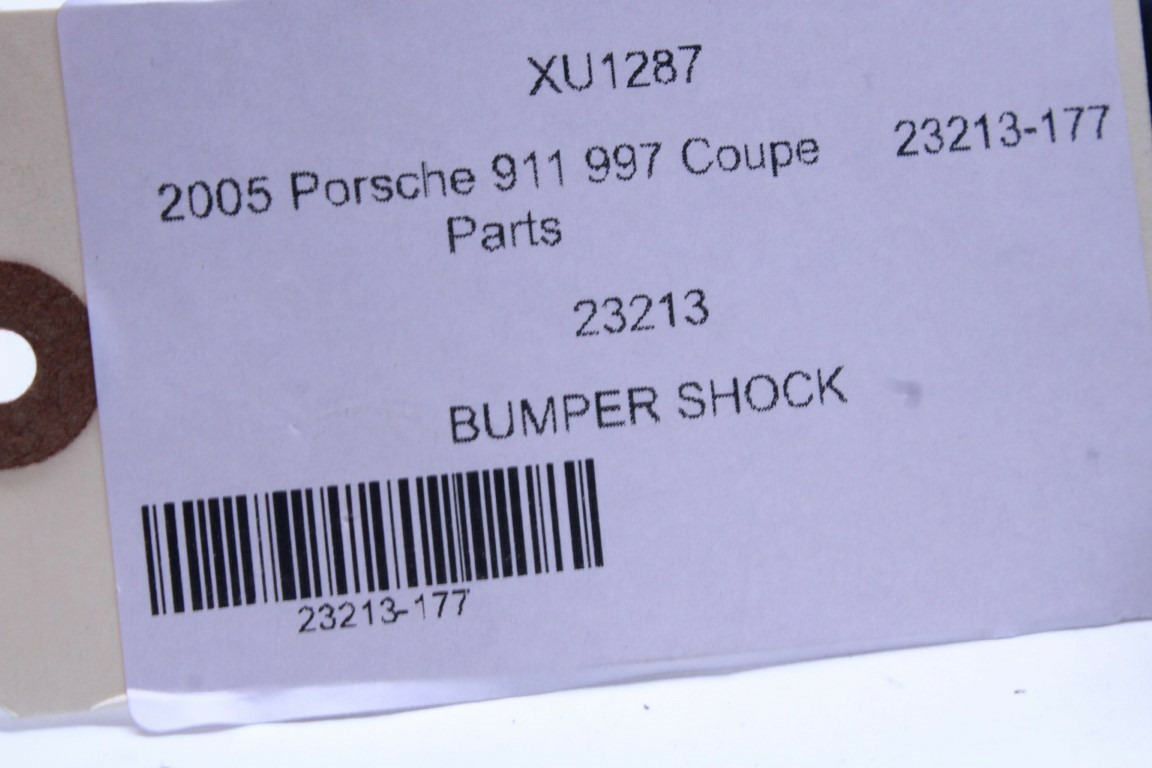 XU1287
2005 Porsche 911 997 Coupe Parts
23213-177
23213
BUMPER SHOCK
23213-177